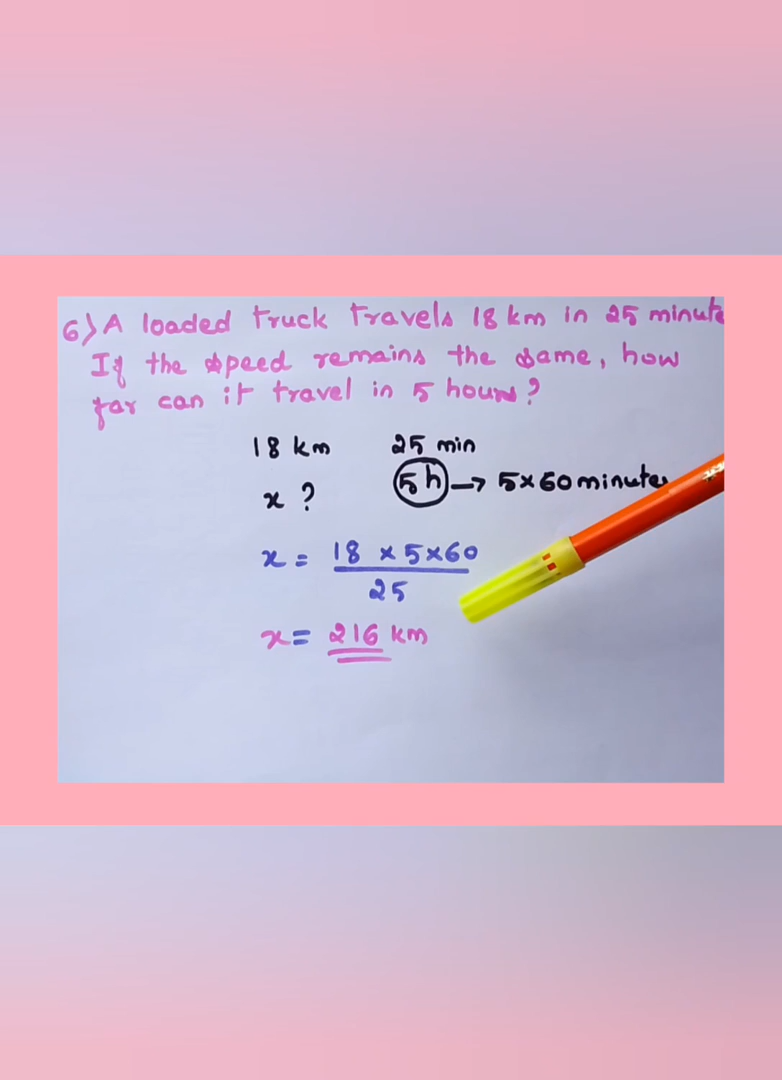 6) A loaded truck travels 18 km in 25 minute
If the speed remains the same, how
far can it travel in 5 hours?
18 km 25 min
x ? 5h → 5×60 minutes
x = 18 × 5×60
25
x = 216 km